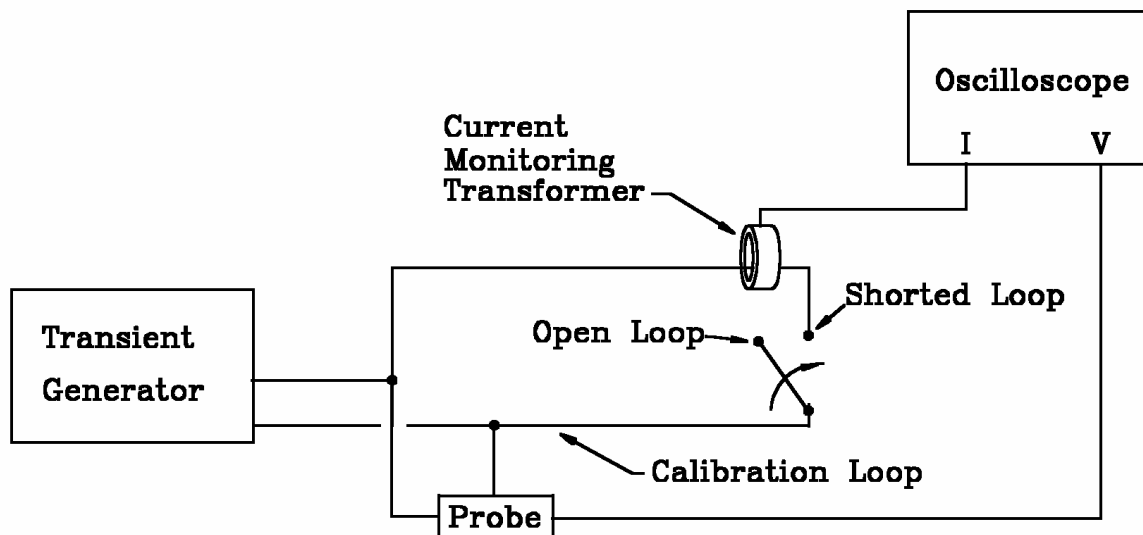 Oscilloscope
I V
Current
Monitoring
Transformer
Shorted Loop
Open Loop
Transient
Generator
Calibration Loop
Probe